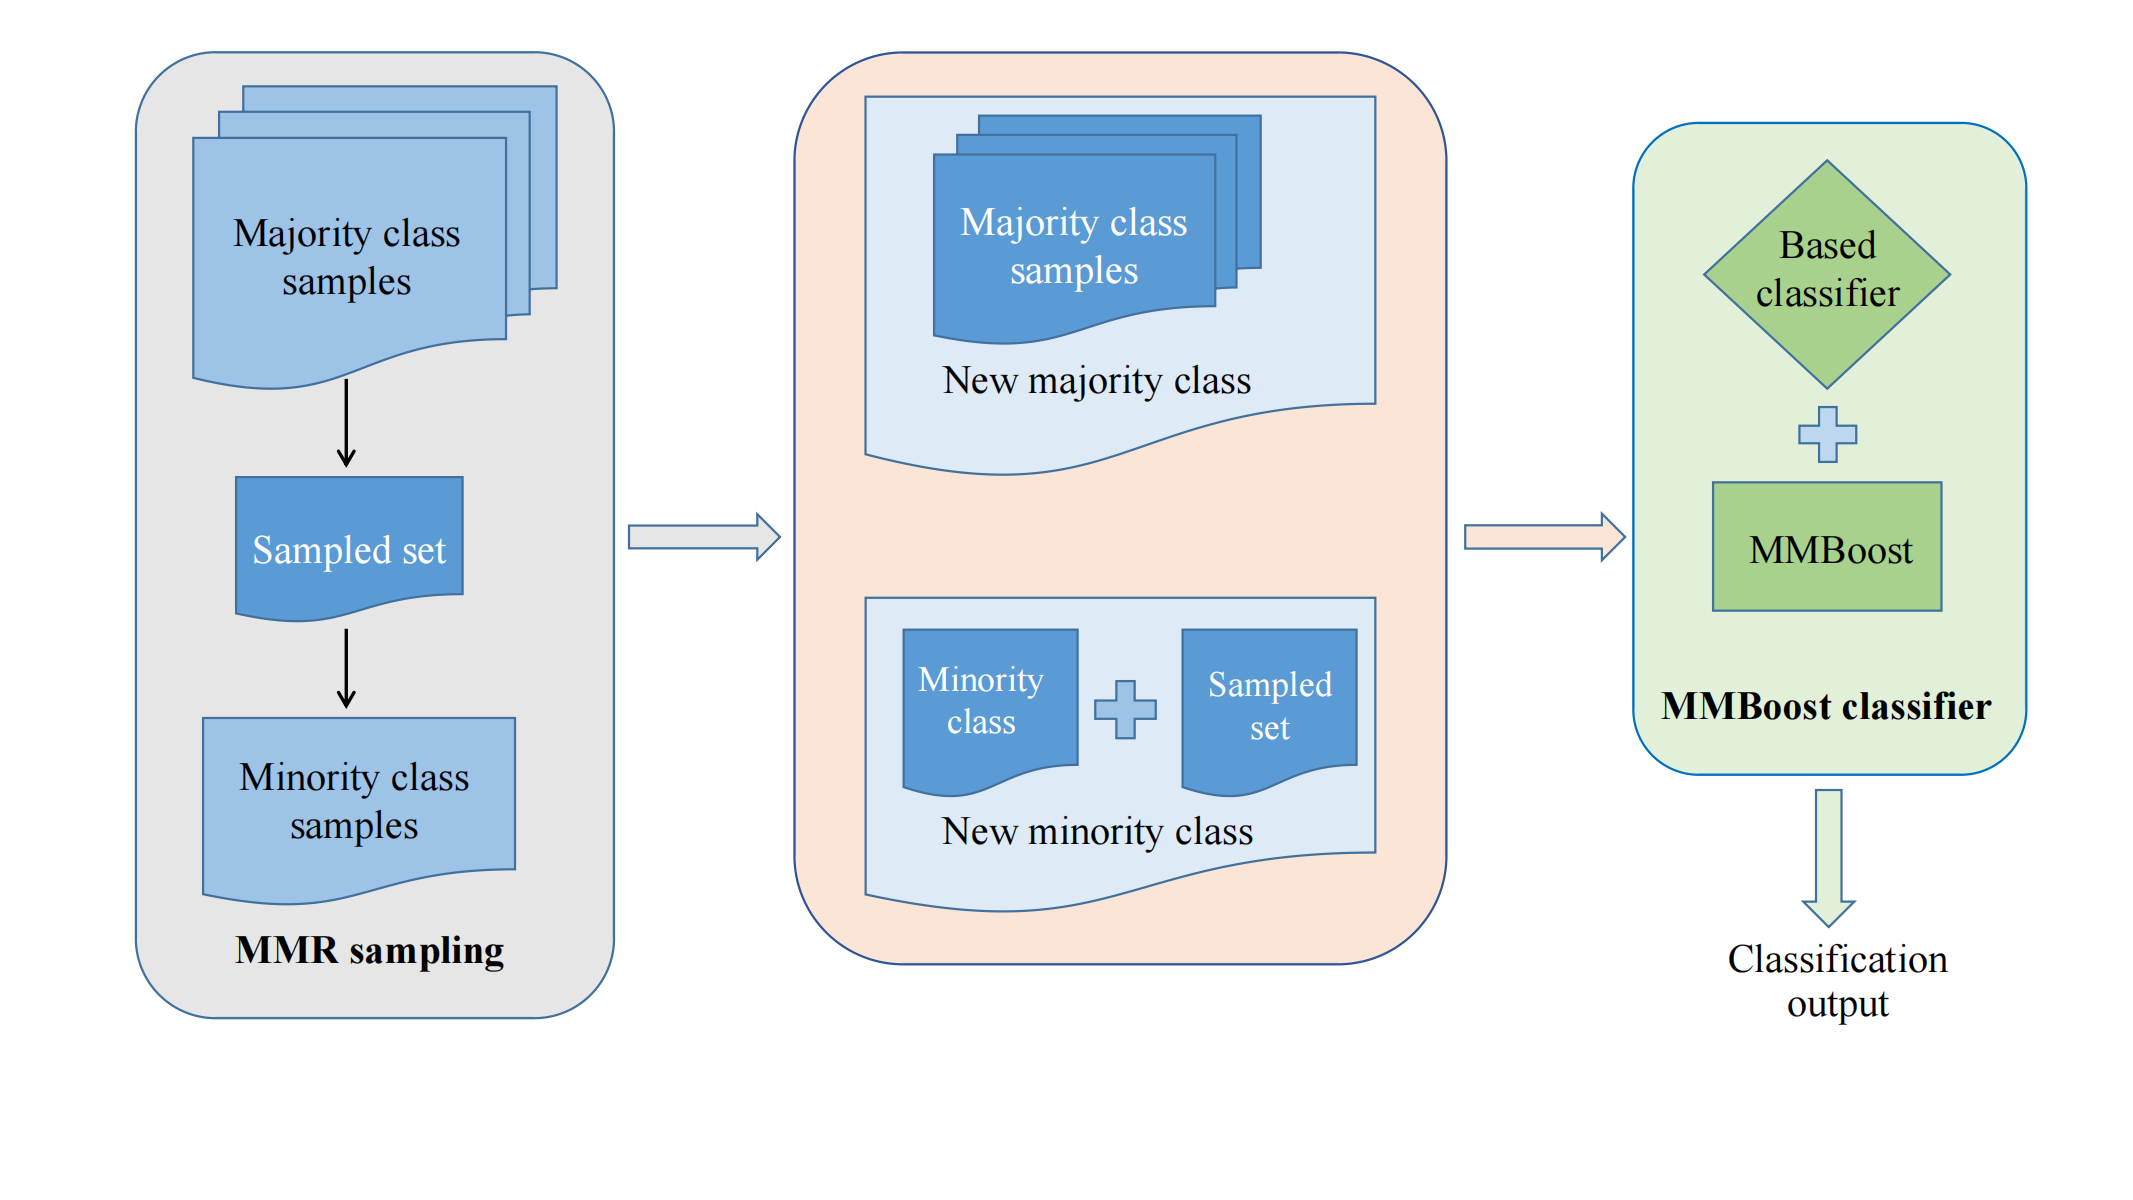 Majority class
samples
Sampled set
Minority class
samples
MMR sampling
Majority class
samples
New majority class
Minority
class
Sampled
set
New minority class
Based
classifier
MMBoost
MMBoost classifier
Classification
output